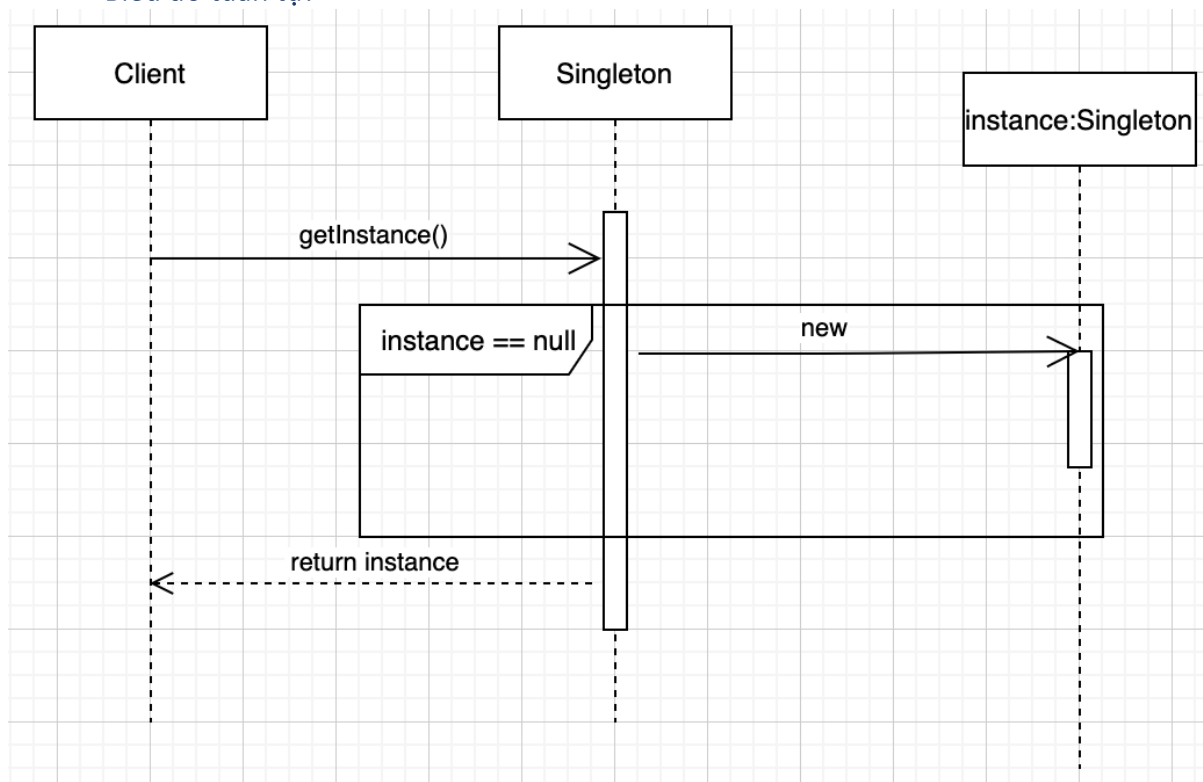 Client
Singleton
instance:Singleton
getInstance()
instance == null
new
return instance